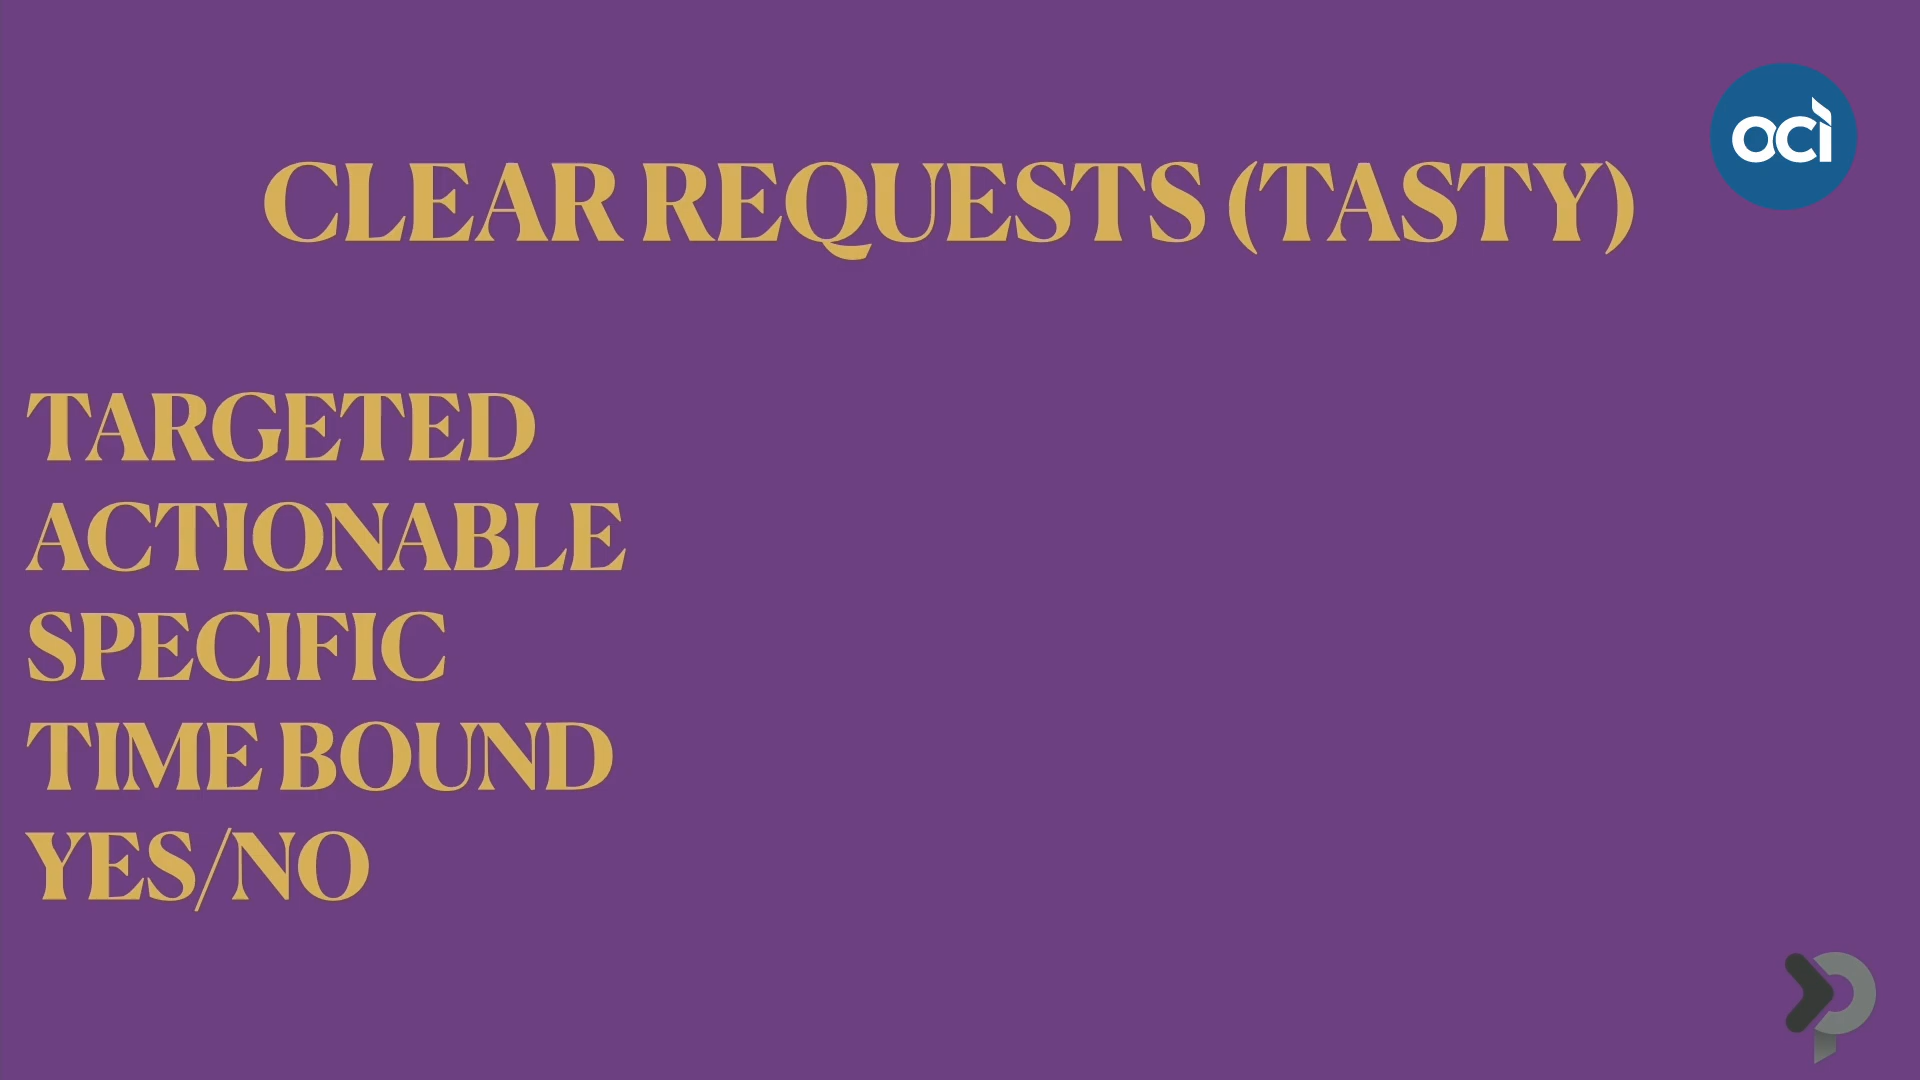 oci
CLEAR REQUESTS (TASTY)
TARGETED
ACTIONABLE
SPECIFIC
TIME BOUND
YES/NO